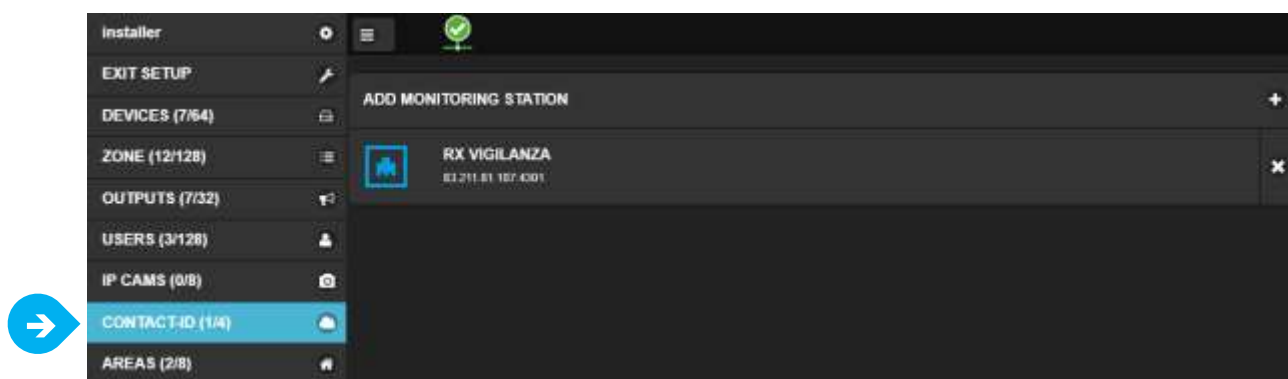 installer
EXIT SETUP
DEVICES (7/64)
ZONE (12/128)
OUTPUTS (7/32)
USERS (3/128)
IP CAMS (0/8)
CONTACT-ID (1/4)
AREAS (2/8)
ADD MONITORING STATION
RX VIGILANZA